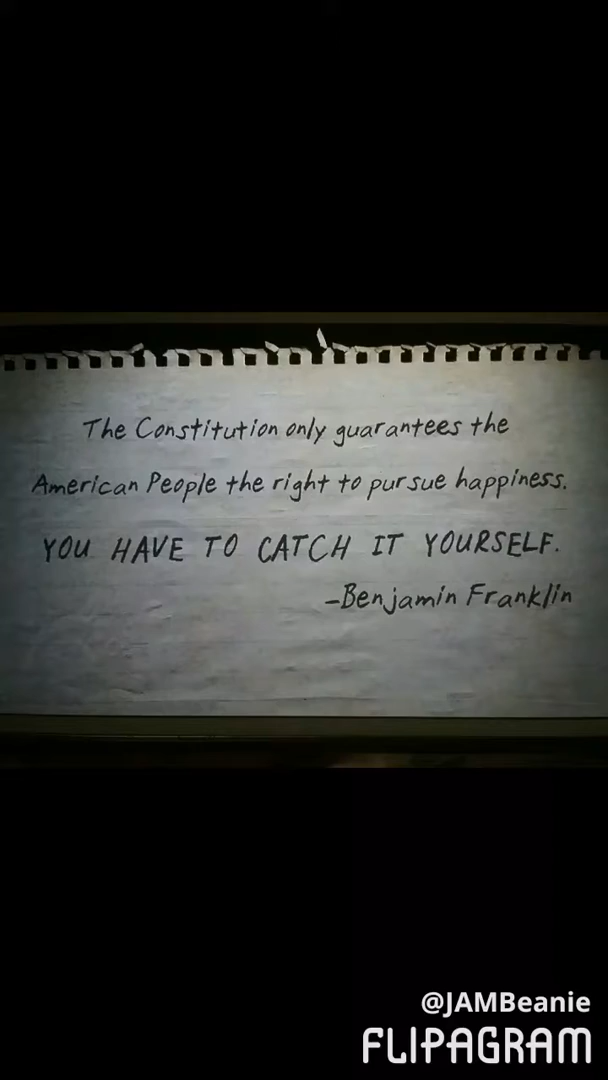 The Constitution only guarantees the
American People the right to pursue happiness.
YOU HAVE TO CATCH IT YOURSELF.
-Benjamin Franklin
@JAMBeanie
FLIPAGRAM